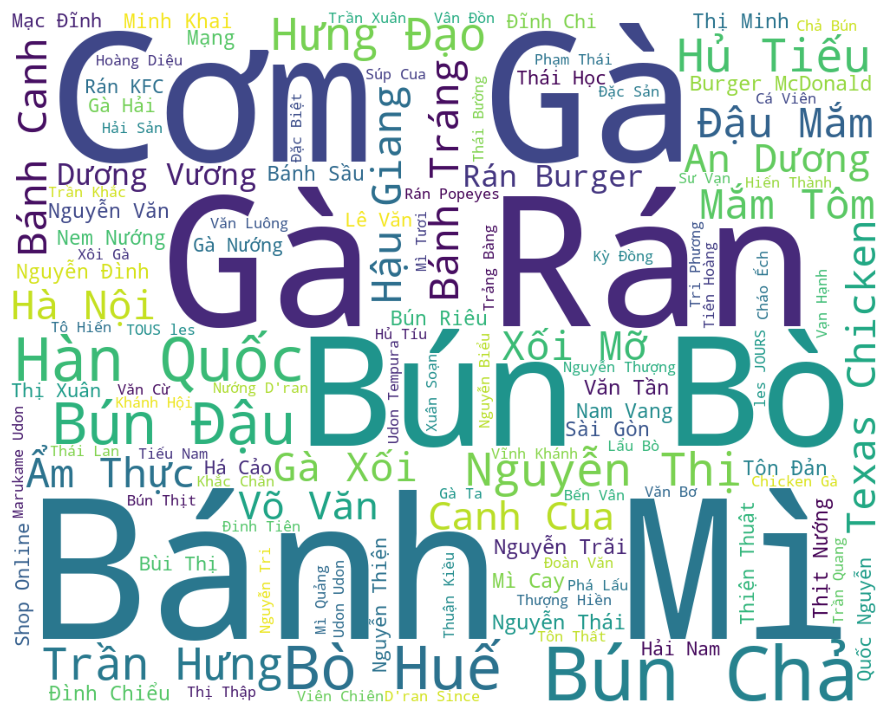 Mạc Đĩnh
Minh Khai
Trần Xuân
Vân Đồn
Đĩnh Chi
Thị Minh
Chả Bún
Mạng
Hưng Đạo
Hoàng Diệu
Cơm Gà
Phạm Thái
Hủ Tiếu
Rán KFC
Súp Cua
Thái Học
Burger McDonald
Gà Hải
Đặc Sản
Cá Viên
Hải Sản
Đặc Biệt
Bánh Canh
Hậu Giang
Bánh Tráng
Thái Bường
Đậu Mắm
An Dương
Dương Vương
Bánh Sầu
Rán Burger
Sư Vạn
Hiến Thành
Trần Khắc
Rán Popeyes
Mắm Tôm
Nguyễn Văn
Văn Luông
Lê Văn
Gà Rán
Nem Nướng
Gà Nướng
Mì Tươi
Xôi Gà
Kỳ Đồng
Nguyễn Đình
Trảng Bàng
Tri Phương
Tiên Hoàng
Cháo Ếch
Vạn Hạnh
Texas Chicken
Hà Nội
Bún Riêu
Tô Hiến
TOUS les
Hủ Tíu
Xối Mỡ
Hàn Quốc
Bún Bò
Nguyễn Thượng
les JOURS
Thị Xuân
Văn Cừ
Nướng D'ran
Udon Tempura
Xuân Soạn
Nguyễn Biểu
Văn Tần
Khánh Hội
Nam Vang
Bún Đậu
Sài Gòn
Lẩu Bò
Thái Lan
Tiếu Nam
Vĩnh Khánh
Marukame Udon
Ẩm Thực
Há Cảo
Gà Xối
Nguyễn Thị
Tôn Đản
Chicken Gà
Khắc Chân
Bún Thịt
Gà Ta
Bến Vân
Văn Bơ
Võ Văn
Canh Cua
Đinh Tiên
Bánh Mì
Shop Online
Bùi Thị
Nguyễn Tri
Mì Quảng
Udon Udon
Nguyễn Thiện
Thuận Kiều
Nguyễn Trãi
Đoàn Văn
Thiện Thuật
Thịt Nướng
Trần Quang
Quốc Nguyễn
Mì Cay
Phá Lấu
Thượng Hiền
Nguyễn Thái
Tôn Thất
Hải Nam
Trần Hưng
Bò Huế
Bún Chả
Đình Chiểu
Thị Thập
Viên Chiên
D'ran Since